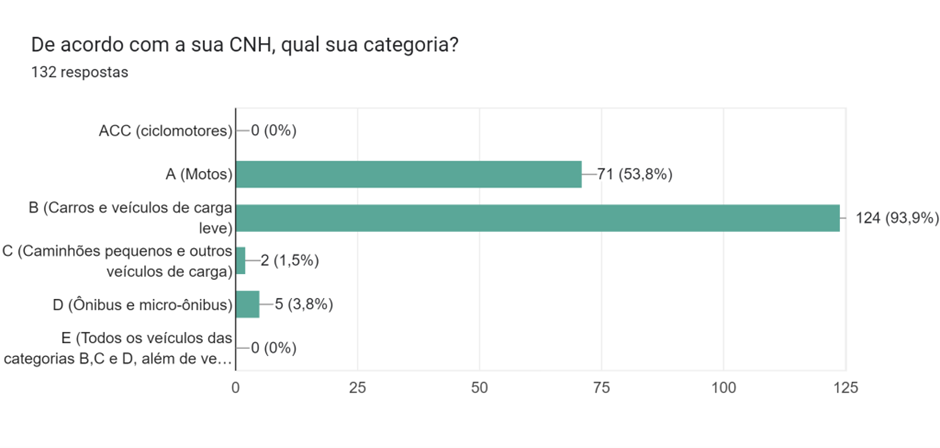 De acordo com a sua CNH, qual sua categoria?
132 respostas
ACC (ciclomotores)
0 (0%)
A (Motos)
71 (53,8%)
B (Carros e veículos de carga
leve)
124 (93,9%)
C (Caminhões pequenos e outros
veículos de carga)
2 (1,5%)
D (Ônibus e micro-ônibus)
5 (3,8%)
E (Todos os veículos das
categorias B,C e D, além de ve…
0 (0%)
0 25 50 75 100 125